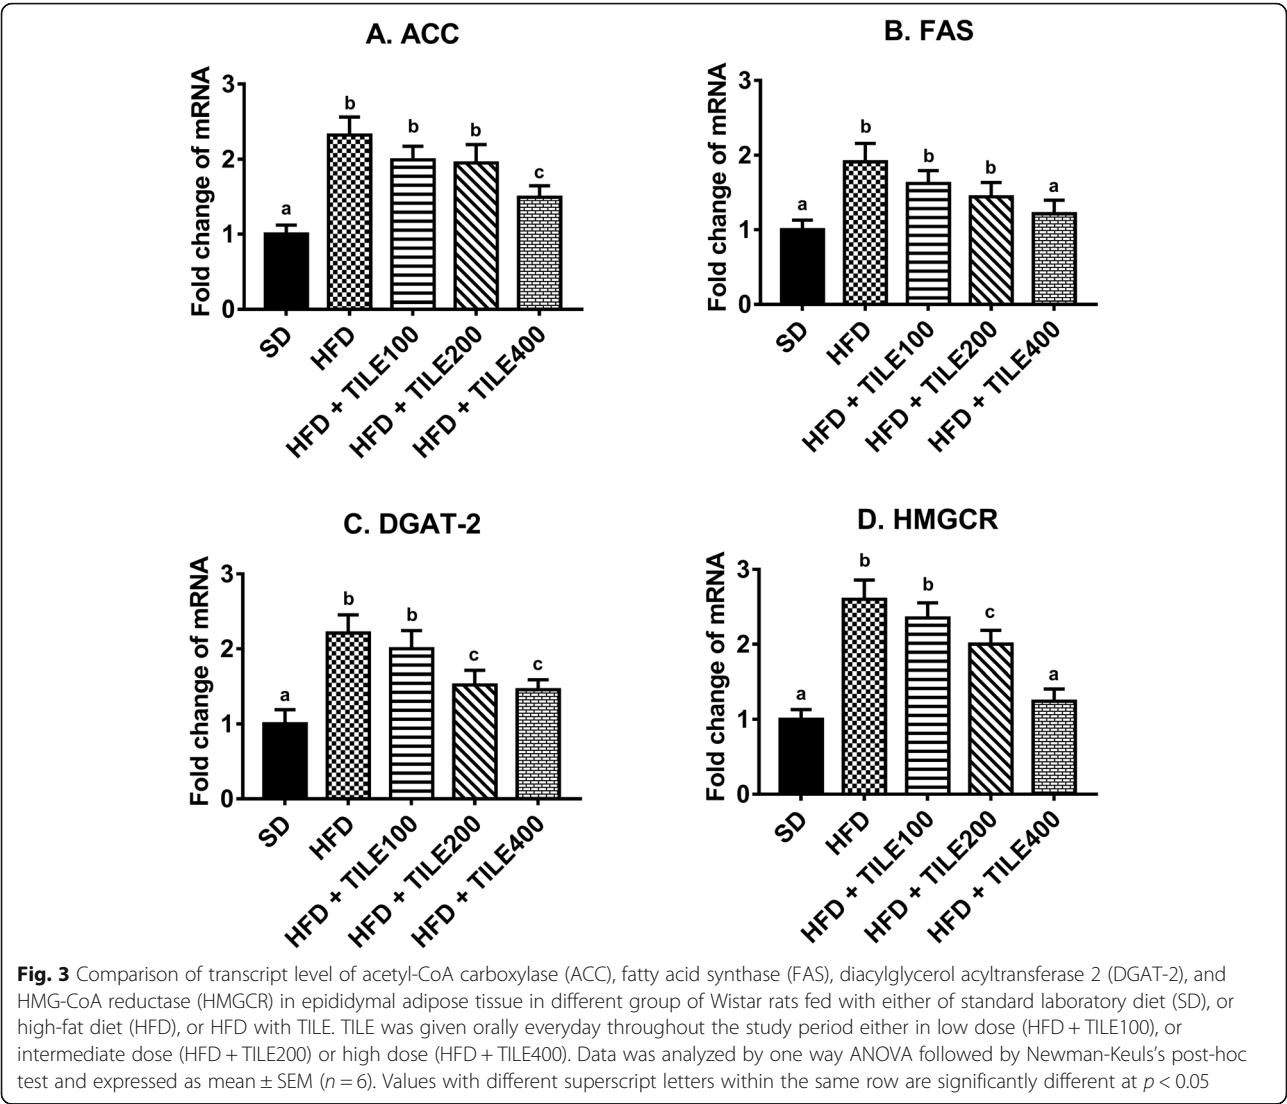 A. ACC
Fold change of mRNA
3
2
1
0
a
b
b
b
c
SD
HFD
HFD + TILE100
HFD + TILE200
HFD + TILE400
B. FAS
Fold change of mRNA
3
2
1
0
a
b
b
b
a
SD
HFD
HFD + TILE100
HFD + TILE200
HFD + TILE400
C. DGAT-2
Fold change of mRNA
3
2
1
0
a
b
b
c
c
SD
HFD
HFD + TILE100
HFD + TILE200
HFD + TILE400
D. HMGCR
Fold change of mRNA
3
2
1
0
a
b
b
c
a
SD
HFD
HFD + TILE100
HFD + TILE200
HFD + TILE400
Fig. 3 Comparison of transcript level of acetyl-CoA carboxylase (ACC), fatty acid synthase (FAS), diacylglycerol acyltransferase 2 (DGAT-2), and
HMG-CoA reductase (HMGCR) in epididymal adipose tissue in different group of Wistar rats fed with either of standard laboratory diet (SD), or
high-fat diet (HFD), or HFD with TILE. TILE was given orally everyday throughout the study period either in low dose (HFD + TILE100), or
intermediate dose (HFD + TILE200) or high dose (HFD + TILE400). Data was analyzed by one way ANOVA followed by Newman-Keuls's post-hoc
test and expressed as mean ± SEM (n = 6). Values with different superscript letters within the same row are significantly different at p < 0.05